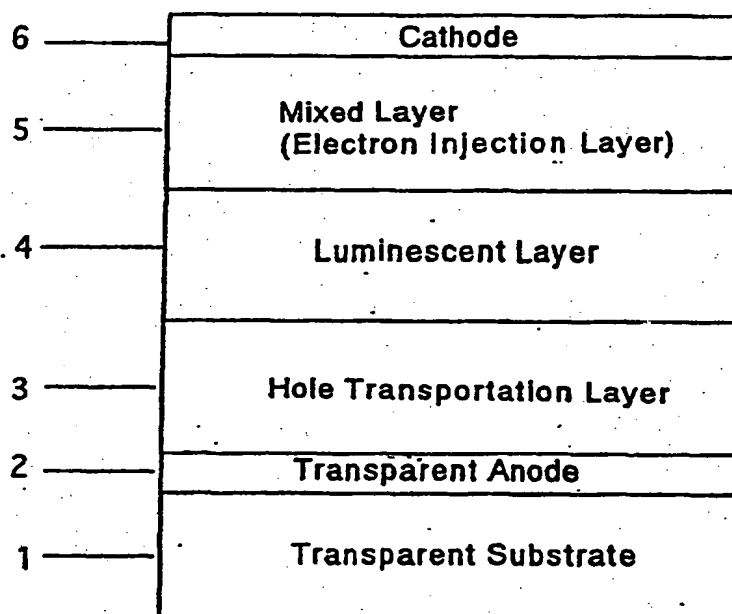 6 Cathode
5 Mixed Layer
(Electron Injection Layer)
4 Luminescent Layer
3 Hole Transportation Layer
2 Transparent Anode
1 Transparent Substrate